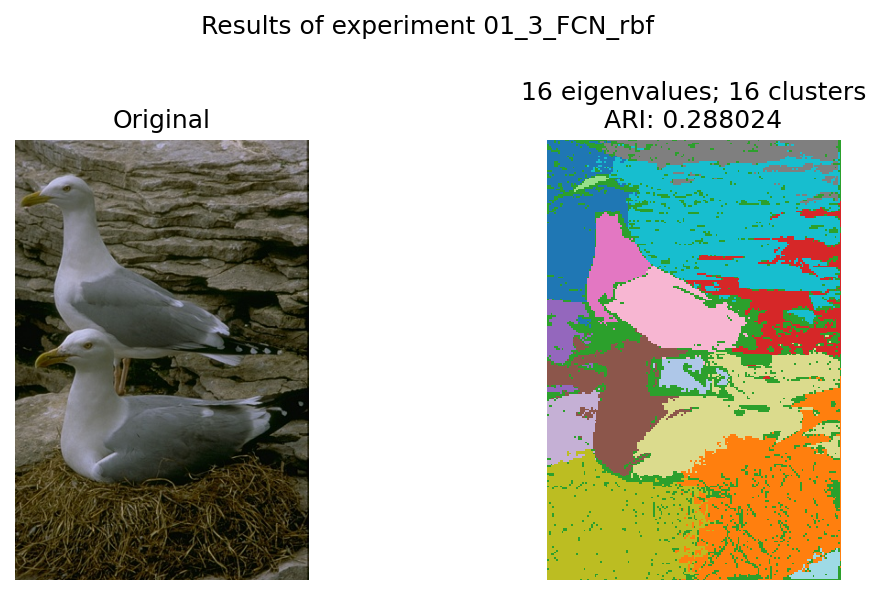 Results of experiment 01_3_FCN_rbf
Original
16 eigenvalues; 16 clusters
ARI: 0.288024